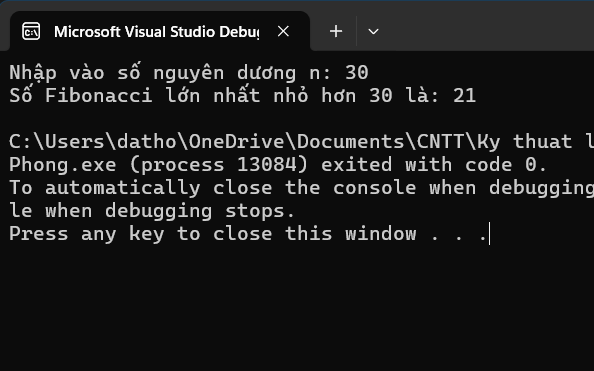 Microsoft Visual Studio Debug
Nhập vào số nguyên dương n: 30
Số Fibonacci lớn nhất nhỏ hơn 30 là: 21
C:\Users\datho\OneDrive\Documents\CNTT\Ky thuat l
Phong.exe (process 13084) exited with code 0.
To automatically close the console when debugging
le when debugging stops.
Press any key to close this window . . .